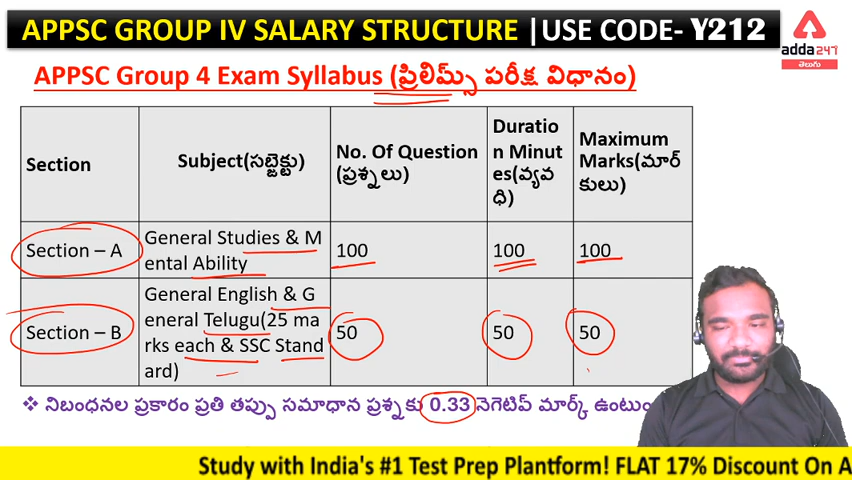 APPSC GROUP IV SALARY STRUCTURE |USE CODE- Y212
adda247
తెలుగు
APPSC Group 4 Exam Syllabus (ప్రిలిమ్స్ పరీక్ష విధానం)
Section
Subject(సబ్జెక్టు)
No. Of Question
(ప్రశ్నలు)
Duratio
n Minut
es(వ్యవ
ధి)
Maximum
Marks(మార్
కులు)
Section – A
General Studies & M
ental Ability
100
100
100
Section – B
General English & G
eneral Telugu(25 ma
rks each & SSC Stand
ard)
50
50
50
❖ నిబంధనల ప్రకారం ప్రతి తప్పు సమాధాన ప్రశ్నకు 0.33 నెగెటివ్ మార్క్
Study with India's #1 Test Prep Plantform! FLAT 17% Discount On